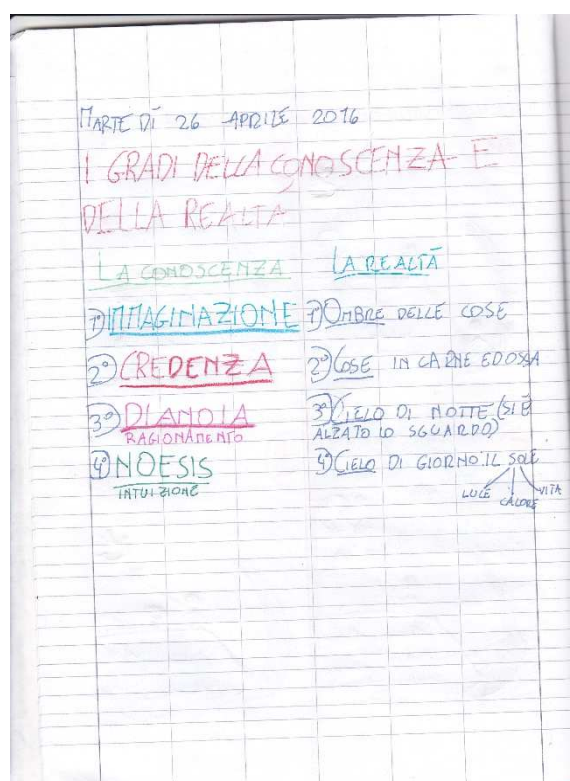 MARTEDÌ 26 APRILE 2016
I GRADI DELLA CONOSCENZA E
DELLA REALTÀ
LA CONOSCENZA LA REALTÀ
1°) IMMAGINAZIONE 1°) OMBRE DELLE COSE
2°) CREDENZA 2°) COSE IN CARNE ED OSSA
3°) DIANOIA 3°) CIELO DI NOTTE (SI È
RAGIONAMENTO ALZATO LO SGUARDO)
4°) NOESIS 4°) CIELO DI GIORNO: IL SOLE
INTUIZIONE LUCE CALORE VITA